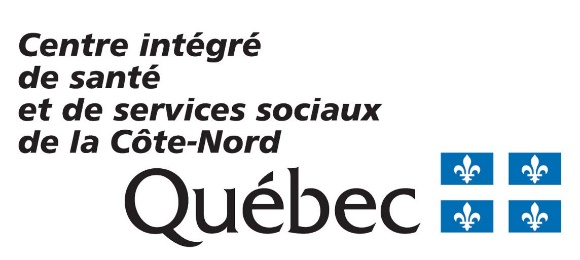 Centre intégré
de santé
et de services sociaux
de la Côte-Nord
Québec